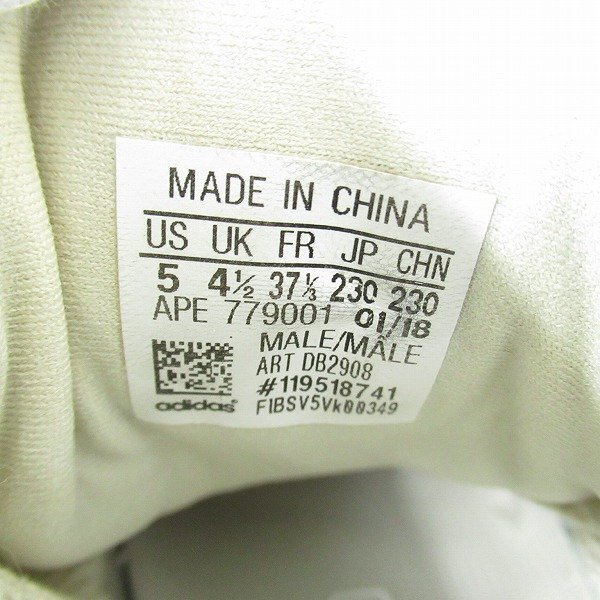 MADE IN CHINA
US UK FR JP CHN
5 4½ 37⅓ 230 230
APE 779001 01/18
MALE/MÂLE
ART DB2908
#119518741
adidas F1BSV5Vk00349